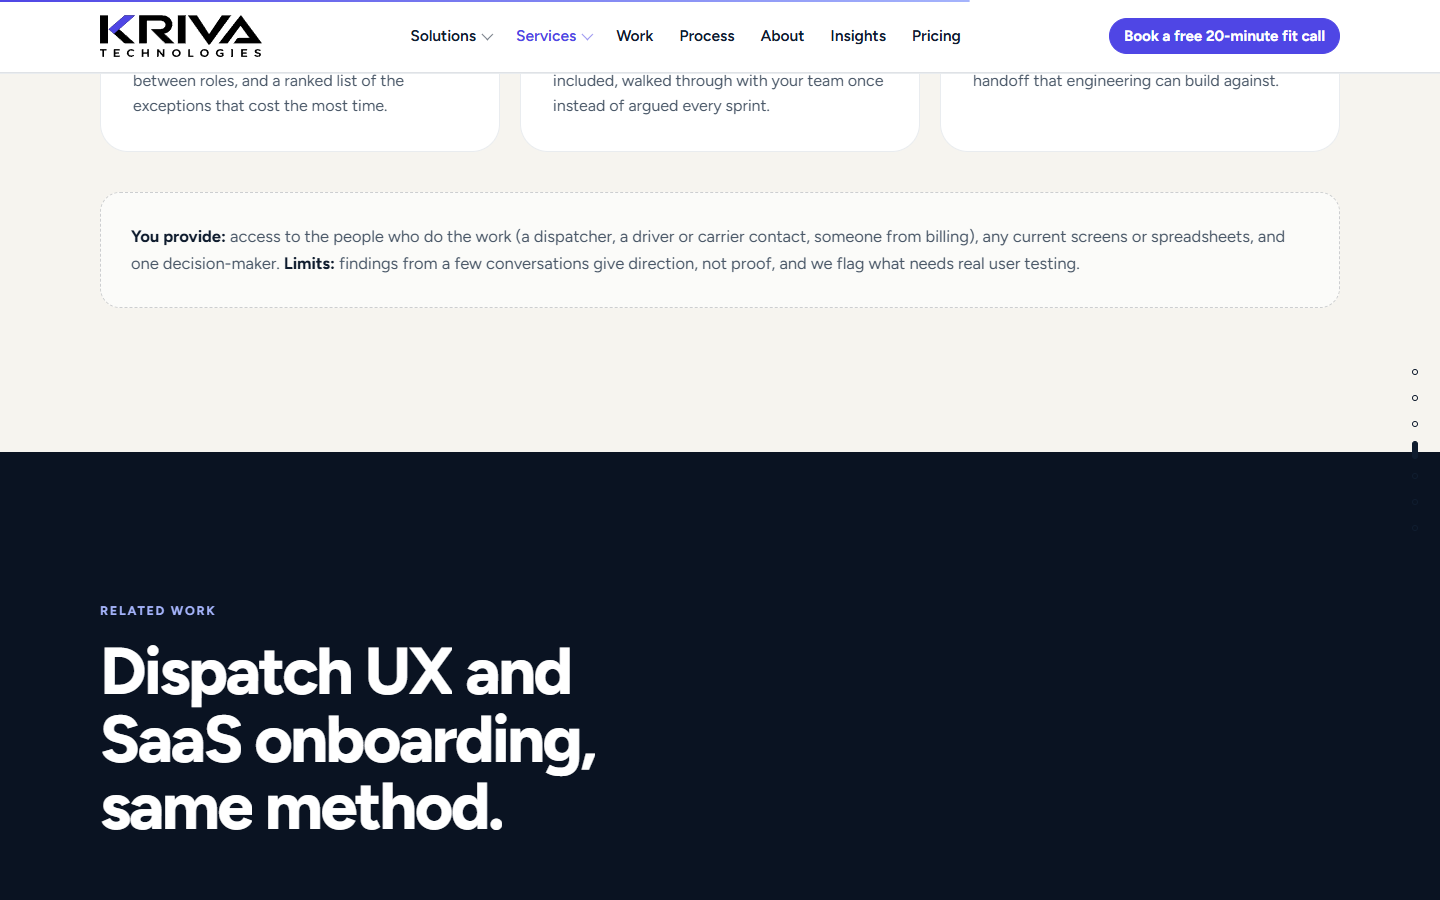 KRIVA
TECHNOLOGIES
Solutions
Services
Work
Process
About
Insights
Pricing
Book a free 20-minute fit call
between roles, and a ranked list of the
exceptions that cost the most time.
included, walked through with your team once
instead of argued every sprint.
handoff that engineering can build against.
You provide: access to the people who do the work (a dispatcher, a driver or carrier contact, someone from billing), any current screens or spreadsheets, and
one decision-maker. Limits: findings from a few conversations give direction, not proof, and we flag what needs real user testing.
RELATED WORK
Dispatch UX and
SaaS onboarding,
same method.